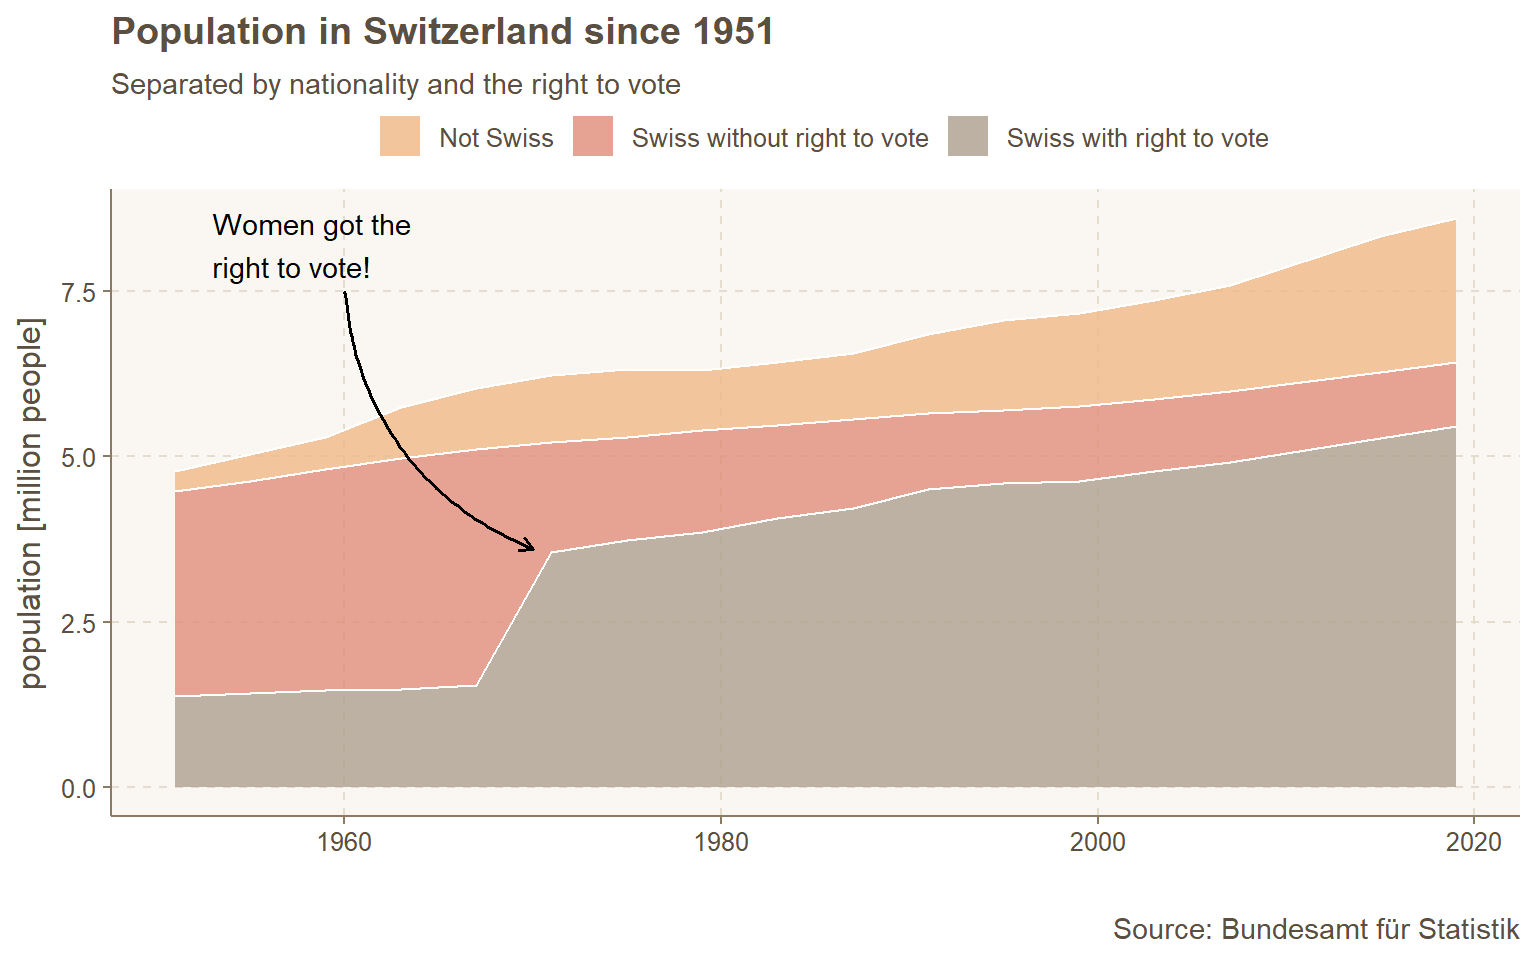 Population in Switzerland since 1951
Separated by nationality and the right to vote
Not Swiss
Swiss without right to vote
Swiss with right to vote
Women got the
right to vote!
population [million people]
7.5
5.0
2.5
0.0
1960
1980
2000
2020
Source: Bundesamt für Statistik